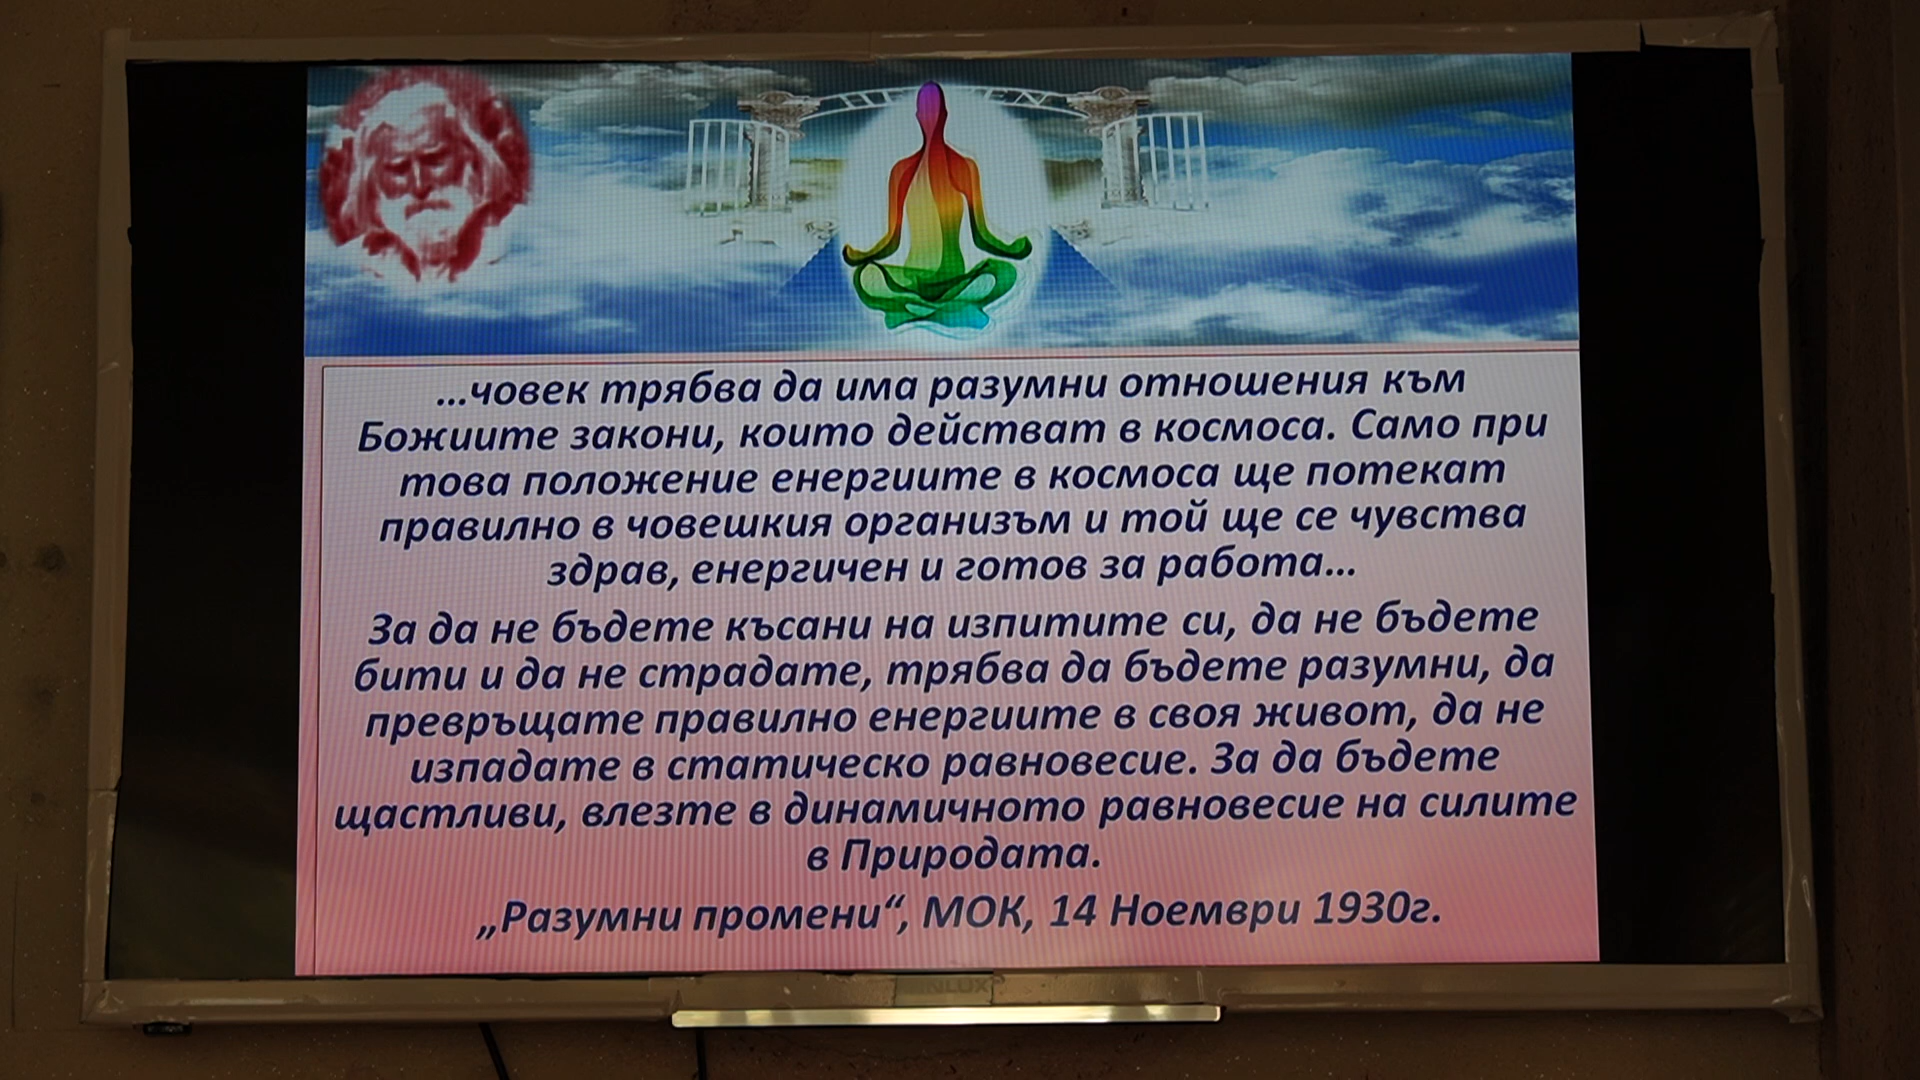 …човек трябва да има разумни отношения към
Божиите закони, които действат в космоса. Само при
това положение енергиите в космоса ще потекат
правилно в човешкия организъм и той ще се чувства
здрав, енергичен и готов за работа…
За да не бъдете късани на изпитите си, да не бъдете
бити и да не страдате, трябва да бъдете разумни, да
превръщате правилно енергиите в своя живот, да не
изпадате в статическо равновесие. За да бъдете
щастливи, влезте в динамичното равновесие на силите
в Природата.
„Разумни промени“, МОК, 14 Ноември 1930г.